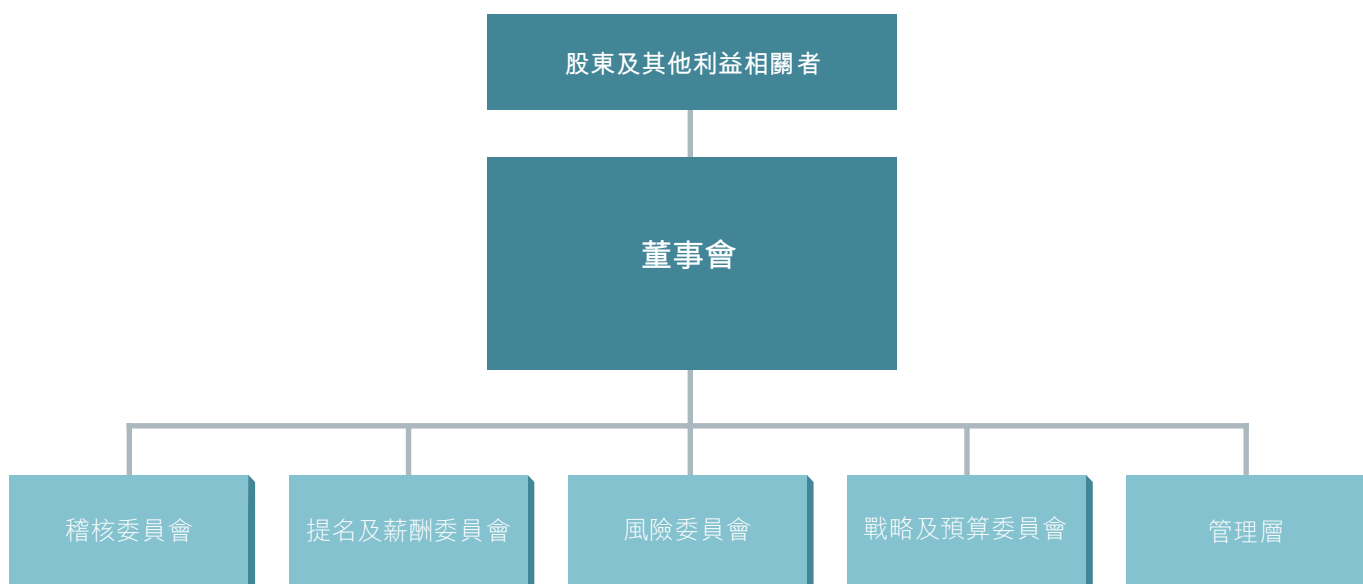 股東及其他利益相關者
董事會
稽核委員會
提名及薪酬委員會
風險委員會
戰略及預算委員會
管理層